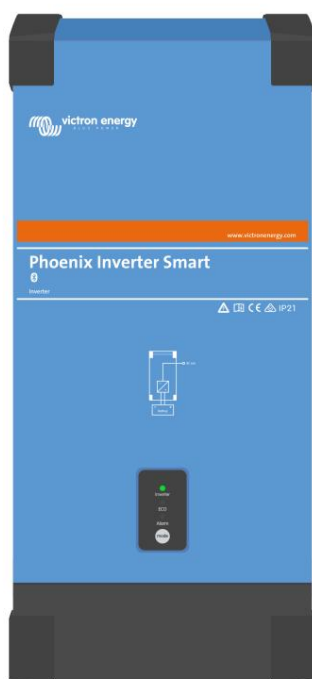 victron energy
BLUE POWER
www.victronenergy.com
Phoenix Inverter Smart
Inverter
CE IP21
Inverter
ECO
Alarm
mode